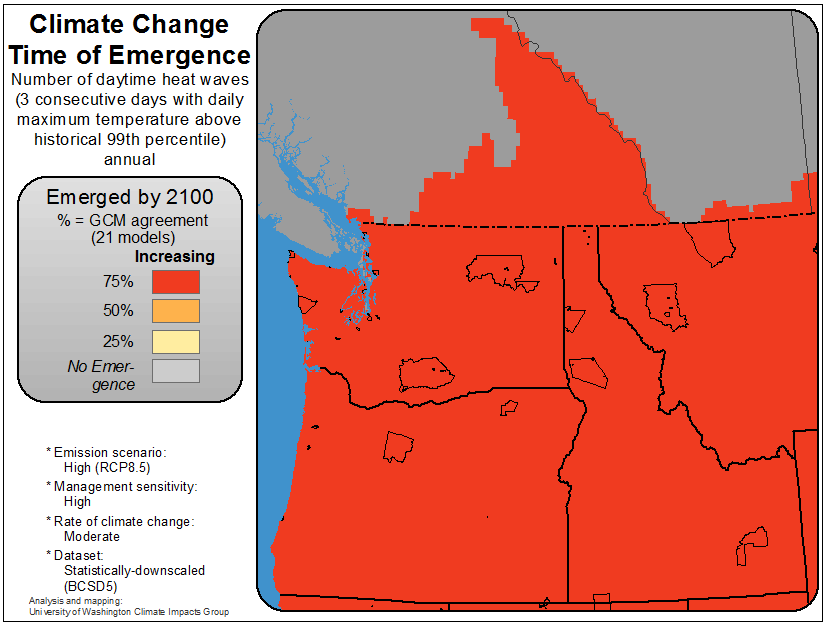 Climate Change
Time of Emergence
Number of daytime heat waves
(3 consecutive days with daily
maximum temperature above
historical 99th percentile)
annual
Emerged by 2100
% = GCM agreement
(21 models)
Increasing
75%
50%
25%
No Emer-
gence
* Emission scenario:
High (RCP8.5)
* Management sensitivity:
High
* Rate of climate change:
Moderate
* Dataset:
Statistically-downscaled
(BCSD5)
Analysis and mapping:
University of Washington Climate Impacts Group